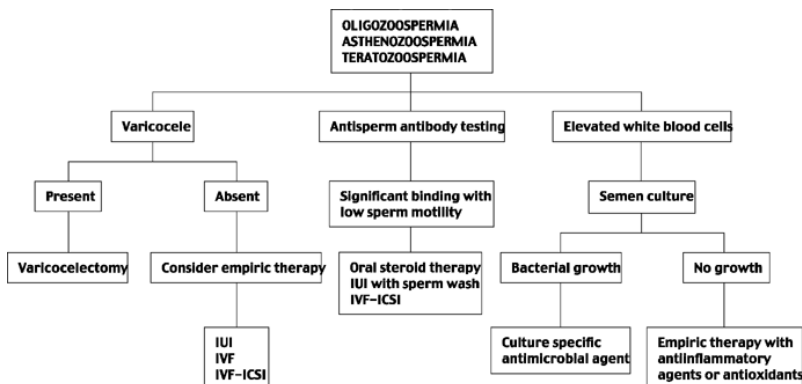 OLIGOZOOSPERMIA
ASTHENOZOOSPERMIA
TERATOZOOSPERMIA
Varicocele
Antisperm antibody testing
Elevated white blood cells
Present
Absent
Significant binding with
low sperm motility
Semen culture
Varicocelectomy
Consider empiric therapy
Oral steroid therapy
IUI with sperm wash
IVF-ICSI
Bacterial growth
No growth
IUI
IVF
IVF-ICSI
Culture specific
antimicrobial agent
Empiric therapy with
antiinflammatory
agents or antioxidants